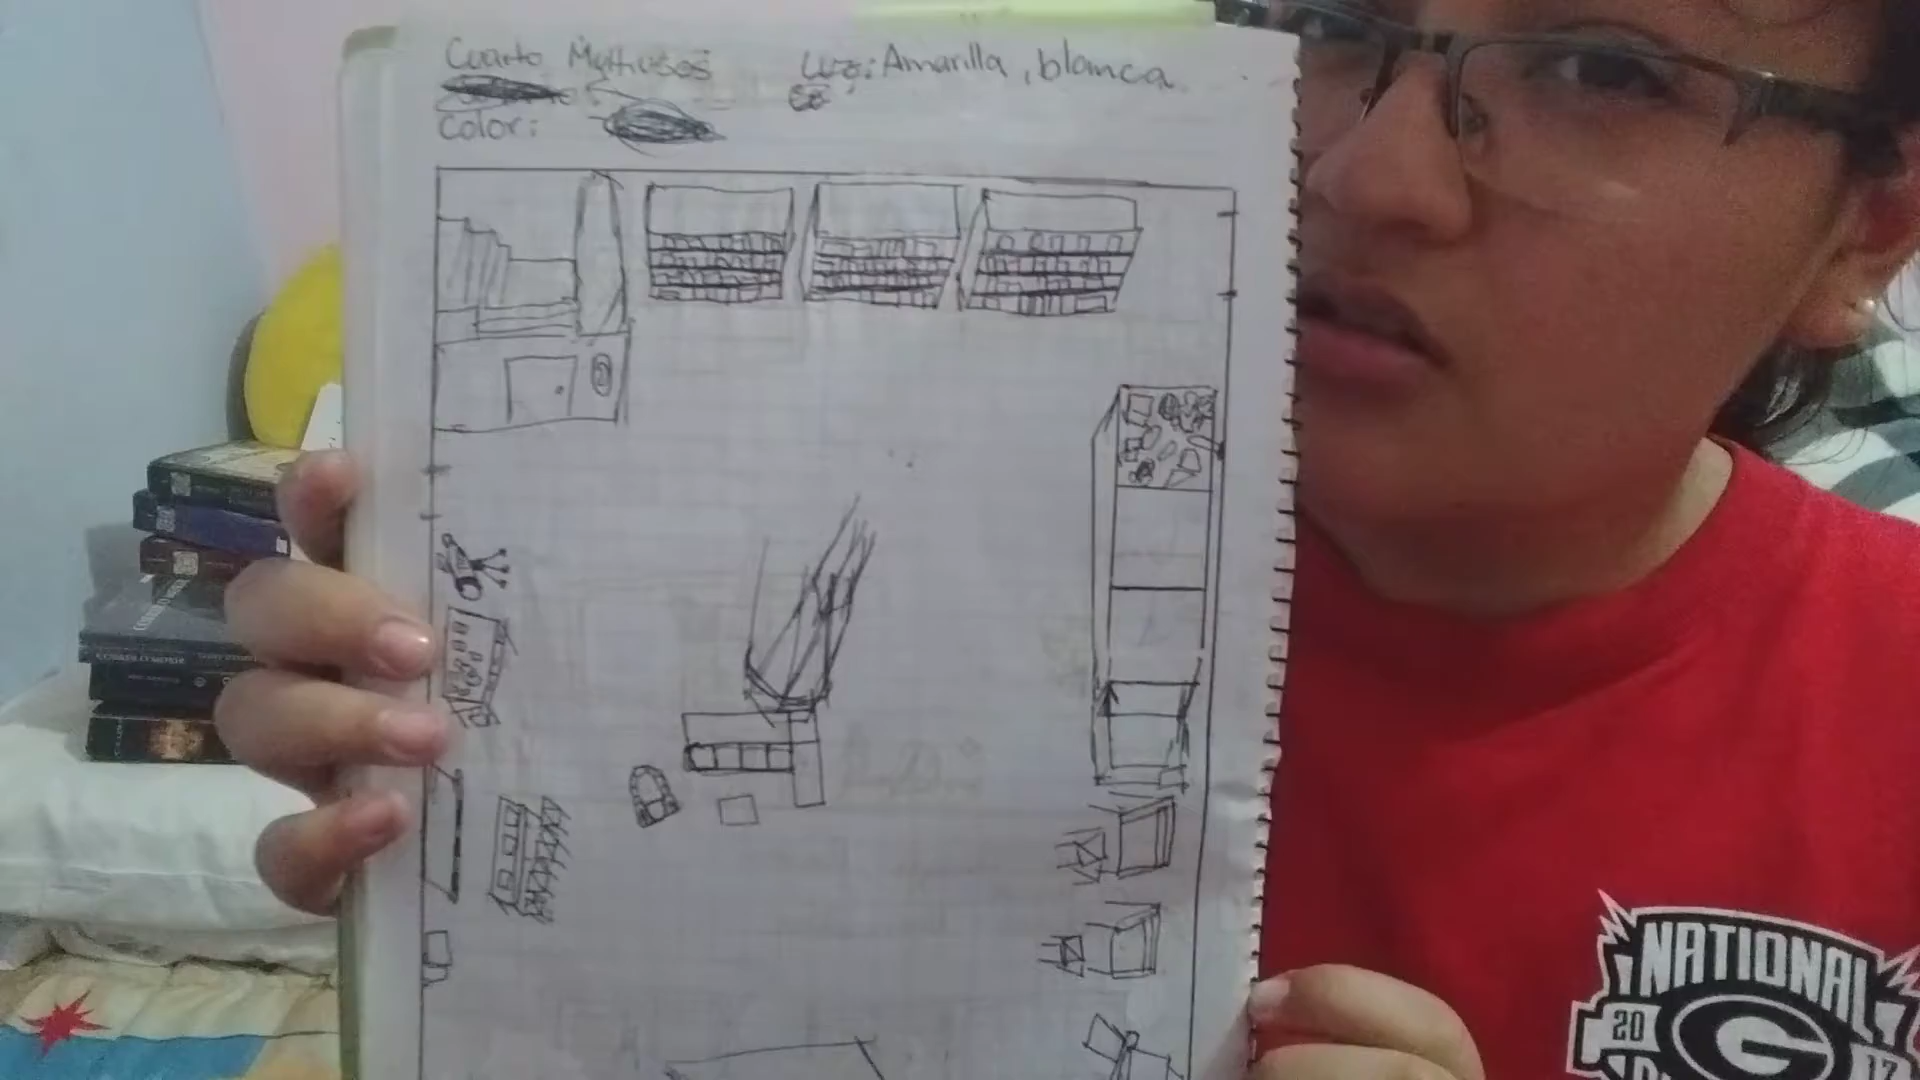 Cuarto Multiusos
Luz: Amarilla, blanca
Color:
NATIONAL
20
G
17